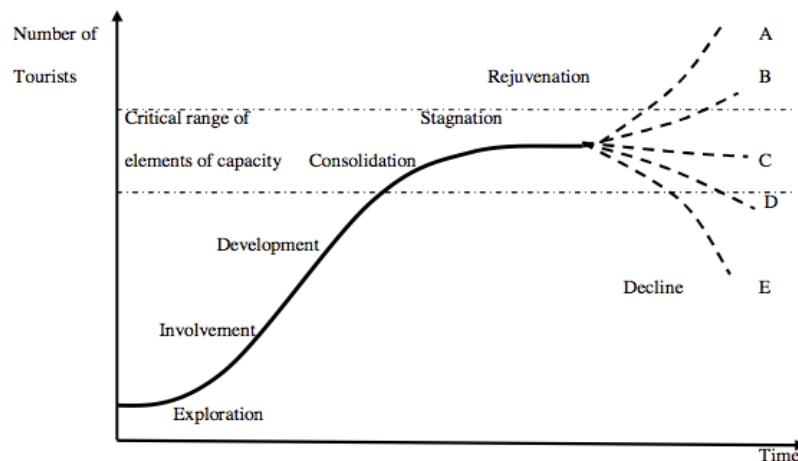 Number of
Tourists
A
Rejuvenation
B
Critical range of
elements of capacity
Stagnation
Consolidation
C
D
Development
Decline
E
Involvement
Exploration
Time